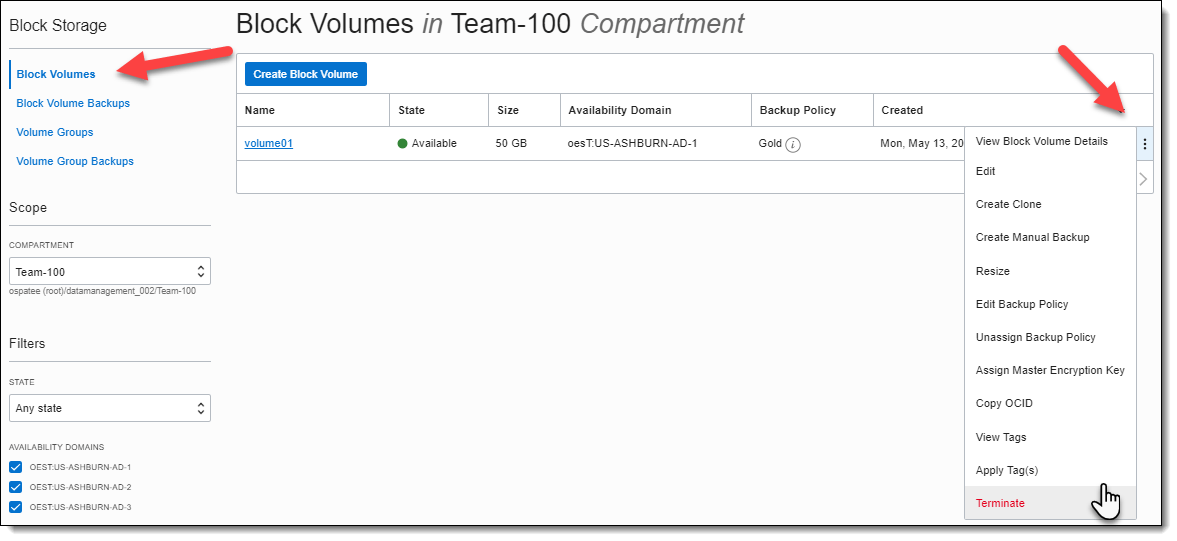 Block Storage
Block Volumes
Block Volume Backups
Volume Groups
Volume Group Backups
Scope
COMPARTMENT
Team-100
ospatee (root)/datamanagement_002/Team-100
Filters
STATE
Any state
AVAILABILITY DOMAINS
OEST:US-ASHBURN-AD-1
OEST:US-ASHBURN-AD-2
OEST:US-ASHBURN-AD-3
Block Volumes in Team-100 Compartment
Create Block Volume
Name State Size Availability Domain Backup Policy Created
volume01 Available 50 GB oesT:US-ASHBURN-AD-1 Gold i Mon, May 13, 20
View Block Volume Details
Edit
Create Clone
Create Manual Backup
Resize
Edit Backup Policy
Unassign Backup Policy
Assign Master Encryption Key
Copy OCID
View Tags
Apply Tag(s)
Terminate